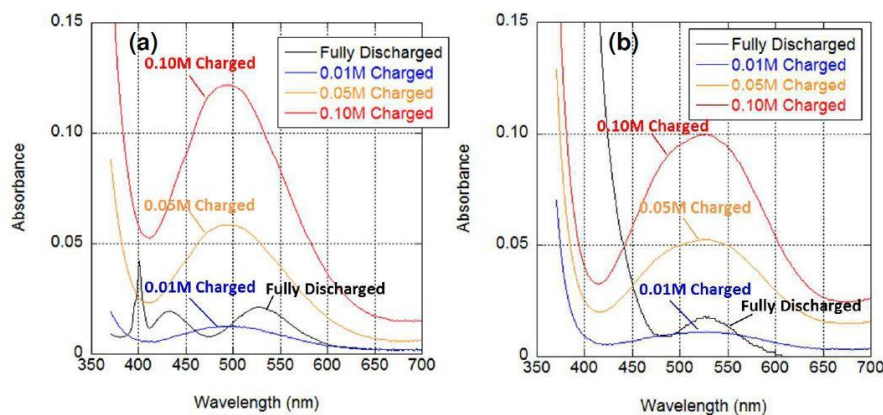 (a)
0.15
0.10
0.05
0
Absorbance
350 400 450 500 550 600 650 700
Wavelength (nm)
Fully Discharged
0.01M Charged
0.05M Charged
0.10M Charged
0.10M Charged
0.05M Charged
0.01M Charged
Fully Discharged
(b)
0.15
0.10
0.05
0
Absorbance
350 400 450 500 550 600 650 700
Wavelength (nm)
Fully Discharged
0.01M Charged
0.05M Charged
0.10M Charged
0.10M Charged
0.05M Charged
0.01M Charged
Fully Discharged